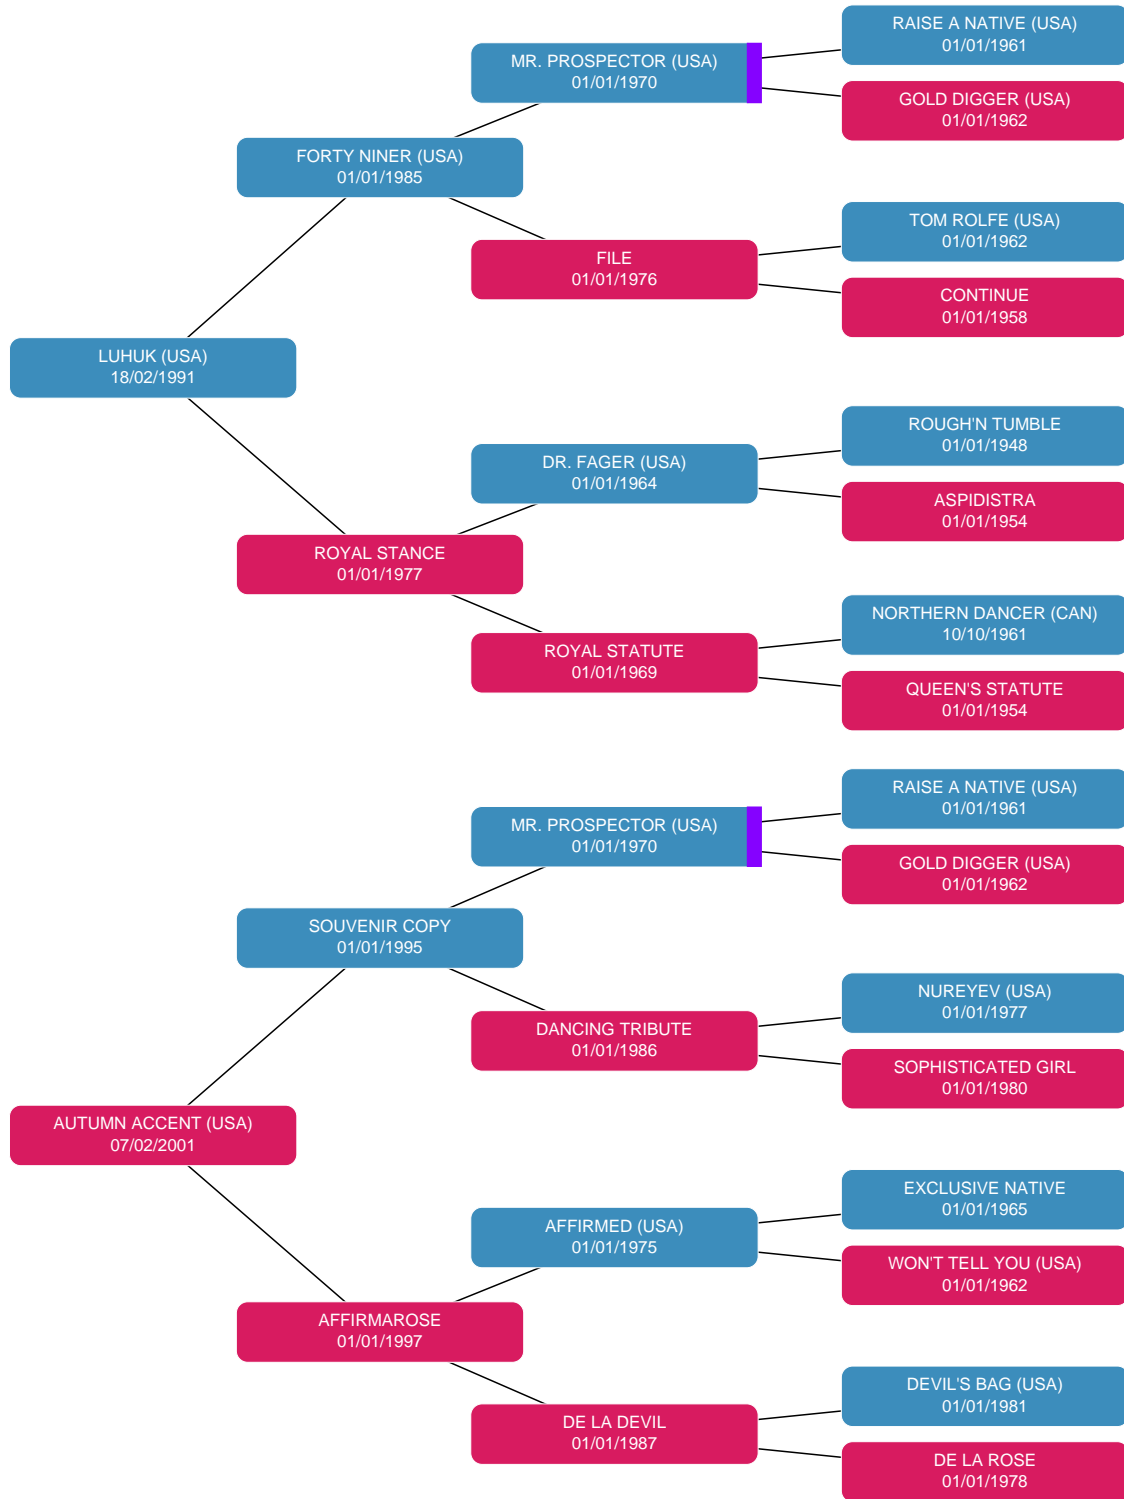 RAISE A NATIVE (USA)
01/01/1961
MR. PROSPECTOR (USA)
01/01/1970
GOLD DIGGER (USA)
01/01/1962
FORTY NINER (USA)
01/01/1985
TOM ROLFE (USA)
01/01/1962
FILE
01/01/1976
CONTINUE
01/01/1958
LUHUK (USA)
18/02/1991
ROUGH'N TUMBLE
01/01/1948
DR. FAGER (USA)
01/01/1964
ASPIDISTRA
01/01/1954
ROYAL STANCE
01/01/1977
NORTHERN DANCER (CAN)
10/10/1961
ROYAL STATUTE
01/01/1969
QUEEN'S STATUTE
01/01/1954
RAISE A NATIVE (USA)
01/01/1961
MR. PROSPECTOR (USA)
01/01/1970
GOLD DIGGER (USA)
01/01/1962
SOUVENIR COPY
01/01/1995
NUREYEV (USA)
01/01/1977
DANCING TRIBUTE
01/01/1986
SOPHISTICATED GIRL
01/01/1980
AUTUMN ACCENT (USA)
07/02/2001
EXCLUSIVE NATIVE
01/01/1965
AFFIRMED (USA)
01/01/1975
WON'T TELL YOU (USA)
01/01/1962
AFFIRMAROSE
01/01/1997
DEVIL'S BAG (USA)
01/01/1981
DE LA DEVIL
01/01/1987
DE LA ROSE
01/01/1978